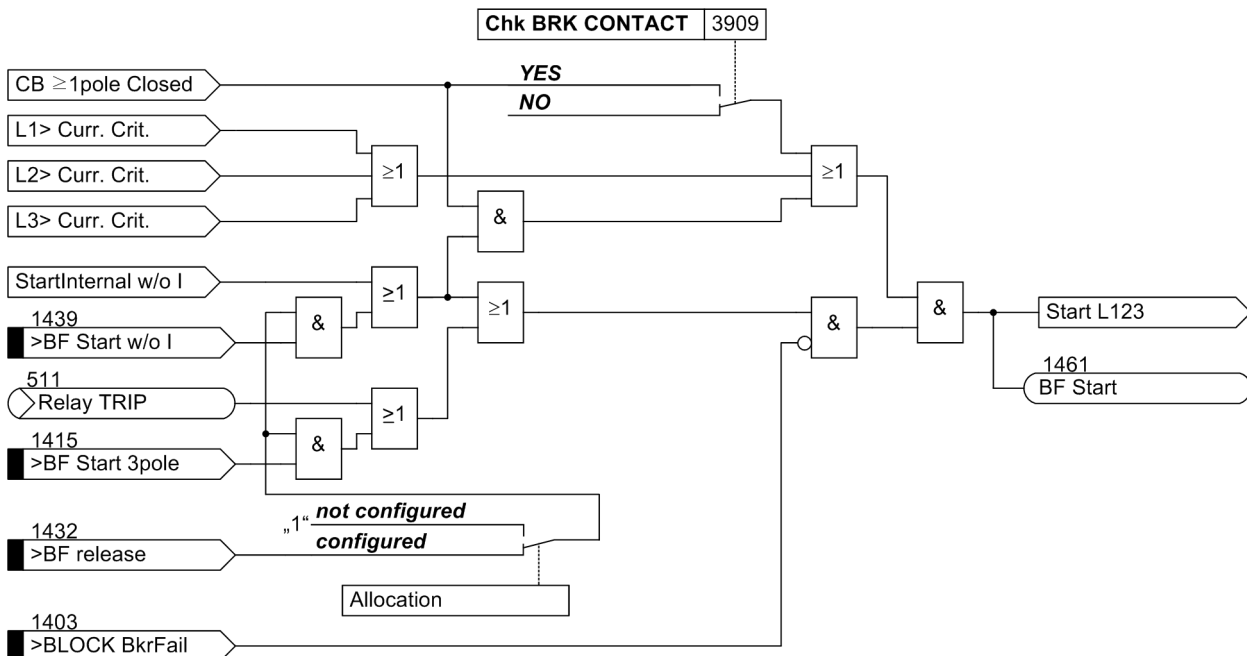 Chk BRK CONTACT 3909
CB ≥1pole Closed
YES
NO
L1> Curr. Crit.
L2> Curr. Crit.
L3> Curr. Crit.
≥1
≥1
&
StartInternal w/o I
≥1
≥1
1439
>BF Start w/o I
&
&
&
Start L123
1461
BF Start
511
Relay TRIP
≥1
1415
>BF Start 3pole
&
„1“ not configured
configured
1432
>BF release
Allocation
1403
>BLOCK BkrFail